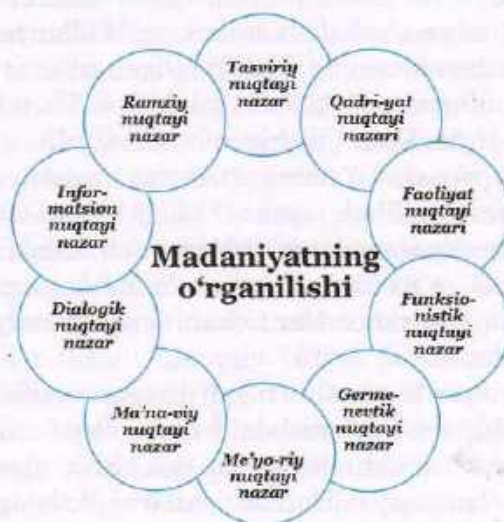 Tasviriy
nuqtayi
nazar
Qadri-yat
nuqtayi
nazari
Faoliyat
nuqtayi
nazari
Funksio-
nistik
nuqtayi
nazar
Germe-
nevtik
nuqtayi
nazar
Me'yo-riy
nuqtayi
nazar
Ma'na-viy
nuqtayi
nazar
Dialogik
nuqtayi
nazar
Infor-
matsion
nuqtayi
nazar
Ramziy
nuqtayi
nazar
Madaniyatning
o'rganilishi